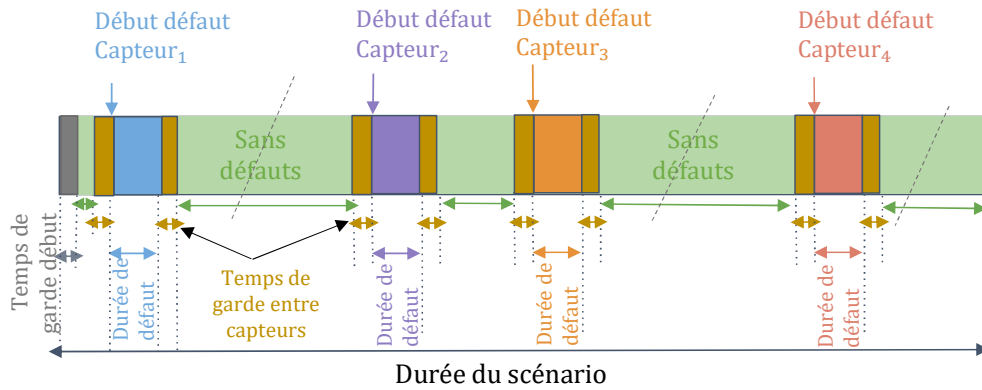 Début défaut
Capteur₁
Début défaut
Capteur₂
Début défaut
Capteur₃
Début défaut
Capteur₄
Sans
défauts
Sans
défauts
Temps de
garde début
Durée de
défaut
Temps de
garde entre
capteurs
Durée de
défaut
Durée de
défaut
Durée de
défaut
Durée du scénario